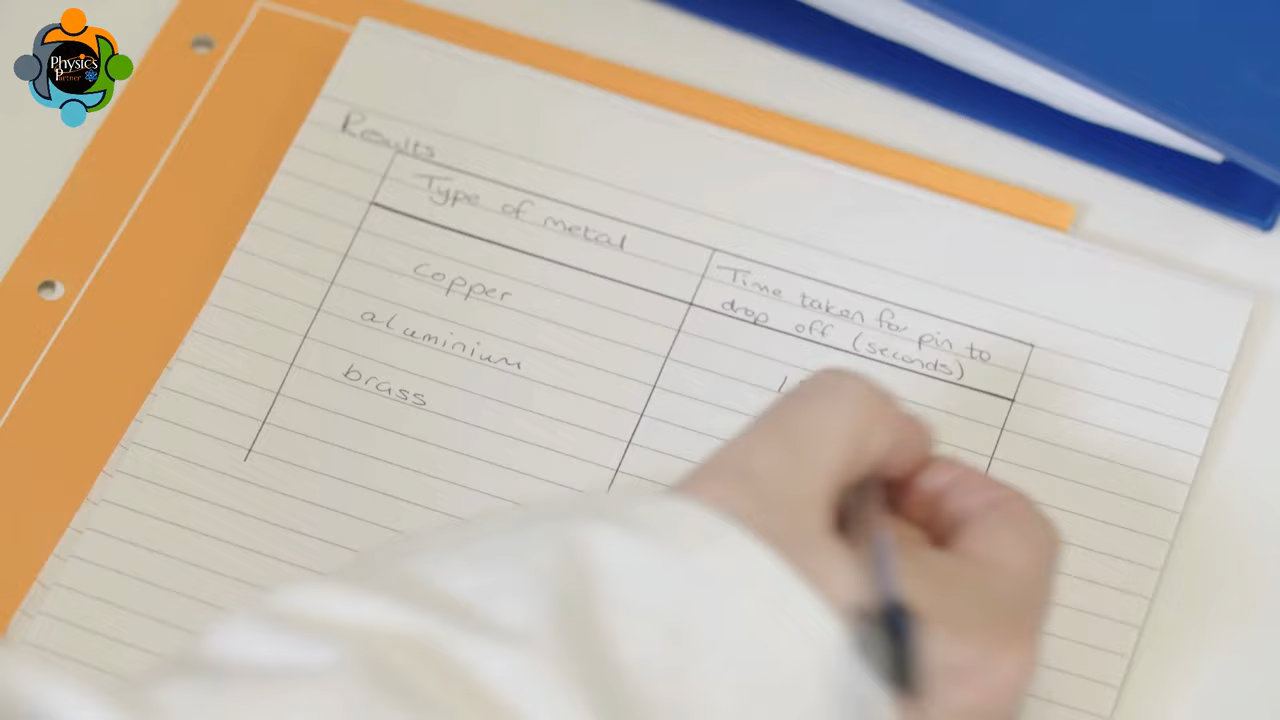 Physics
Partner
Results
Type of metal
Time taken for pin to
drop off (seconds)
copper
aluminium
brass